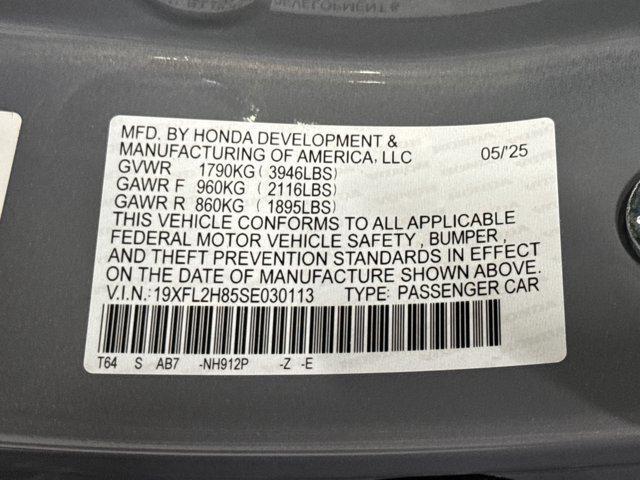 MFD. BY HONDA DEVELOPMENT &
MANUFACTURING OF AMERICA, LLC 05/'25
GVWR 1790KG ( 3946LBS)
GAWR F 960KG ( 2116LBS)
GAWR R 860KG ( 1895LBS)
THIS VEHICLE CONFORMS TO ALL APPLICABLE
FEDERAL MOTOR VEHICLE SAFETY , BUMPER ,
AND THEFT PREVENTION STANDARDS IN EFFECT
ON THE DATE OF MANUFACTURE SHOWN ABOVE.
V.I.N.:19XFL2H85SE030113 TYPE: PASSENGER CAR
T64 S AB7 -NH912P -Z -E